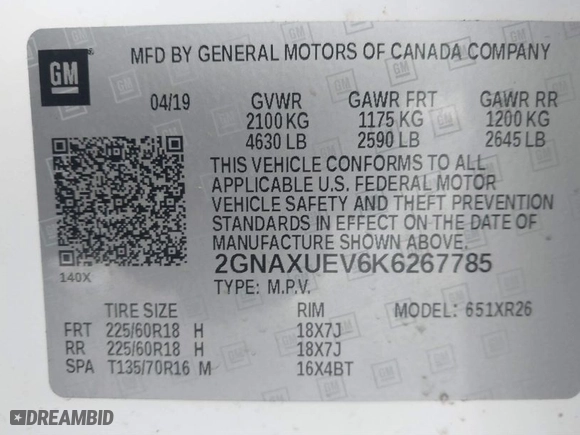 GM
MFD BY GENERAL MOTORS OF CANADA COMPANY
04/19 GVWR GAWR FRT GAWR RR
2100 KG 1175 KG 1200 KG
4630 LB 2590 LB 2645 LB
THIS VEHICLE CONFORMS TO ALL
APPLICABLE U.S. FEDERAL MOTOR
VEHICLE SAFETY AND THEFT PREVENTION
STANDARDS IN EFFECT ON THE DATE OF
MANUFACTURE SHOWN ABOVE.
140X
2GNAXUEV6K6267785
TYPE: M.P.V.
TIRE SIZE RIM MODEL: 651XR26
FRT 225/60R18 H 18X7J
RR 225/60R18 H 18X7J
SPA T135/70R16 M 16X4BT
DREAMBID